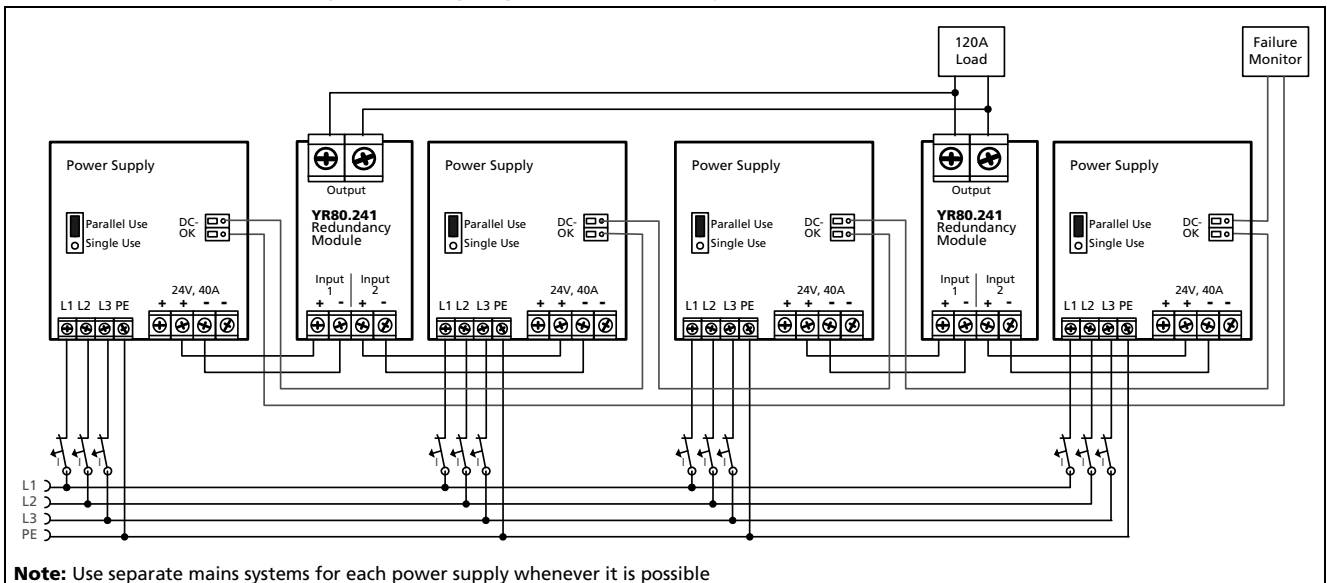 120A
Load
Failure
Monitor
Power Supply
Parallel Use
Single Use
DC-
OK
24V, 40A
+ + - -
L1 L2 L3 PE
Output
YR80.241
Redundancy
Module
Input
1
Input
2
+ - + -
Power Supply
Parallel Use
Single Use
DC-
OK
24V, 40A
+ + - -
L1 L2 L3 PE
Power Supply
Parallel Use
Single Use
DC-
OK
24V, 40A
+ + - -
L1 L2 L3 PE
Output
YR80.241
Redundancy
Module
Input
1
Input
2
+ - + -
Power Supply
Parallel Use
Single Use
DC-
OK
24V, 40A
+ + - -
L1 L2 L3 PE
I I I
I I I
I I I
I I I
L1
L2
L3
PE
Note: Use separate mains systems for each power supply whenever it is possible